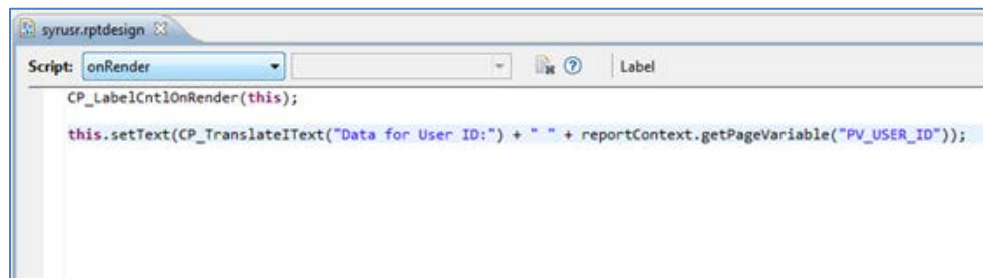 syrusr.rptdesign
Script: onRender Label
CP_LabelCntlOnRender(this);
this.setText(CP_TranslateIText("Data for User ID:") + " " + reportContext.getPageVariable("PV_USER_ID"));